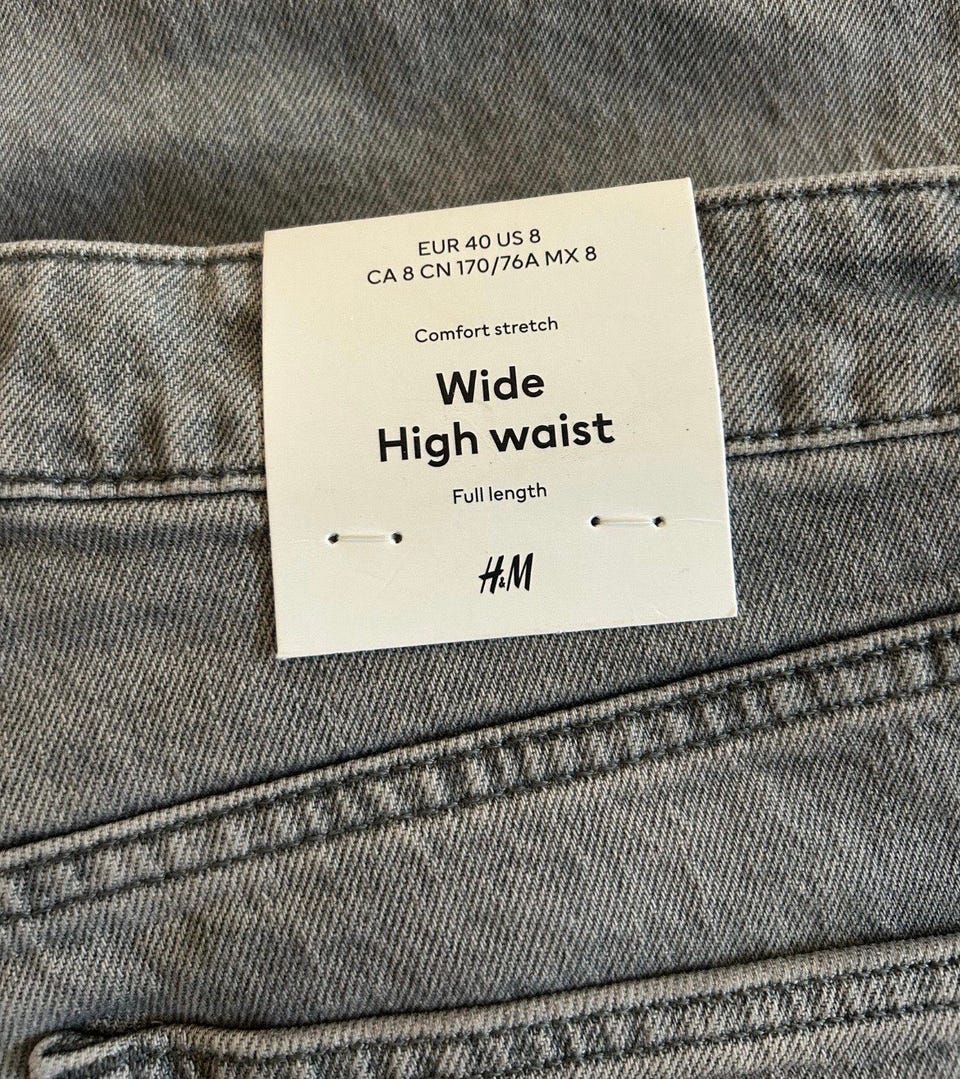 EUR 40 US 8
CA 8 CN 170/76A MX 8
Comfort stretch
Wide
High waist
Full length
H&M